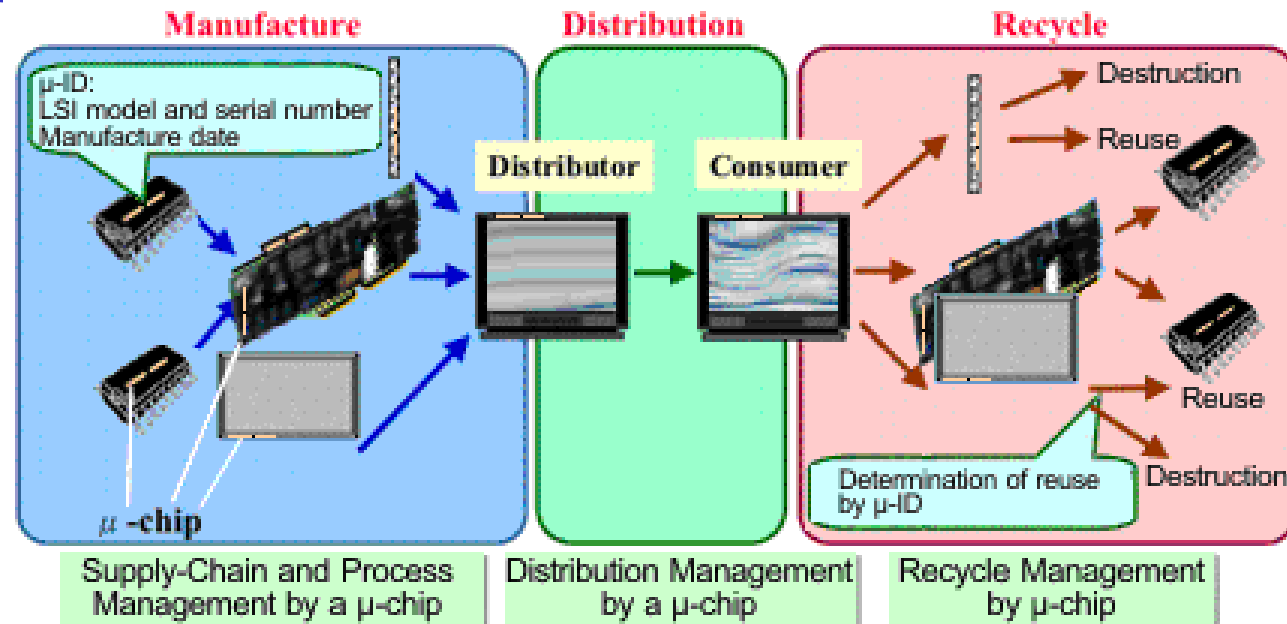 Manufacture
Distribution
Recycle
μ-ID:
LSI model and serial number
Manufacture date
Distributor
Consumer
Destruction
Reuse
Reuse
Destruction
Determination of reuse
by μ-ID
μ -chip
Supply-Chain and Process
Management by a μ-chip
Distribution Management
by a μ-chip
Recycle Management
by μ-chip